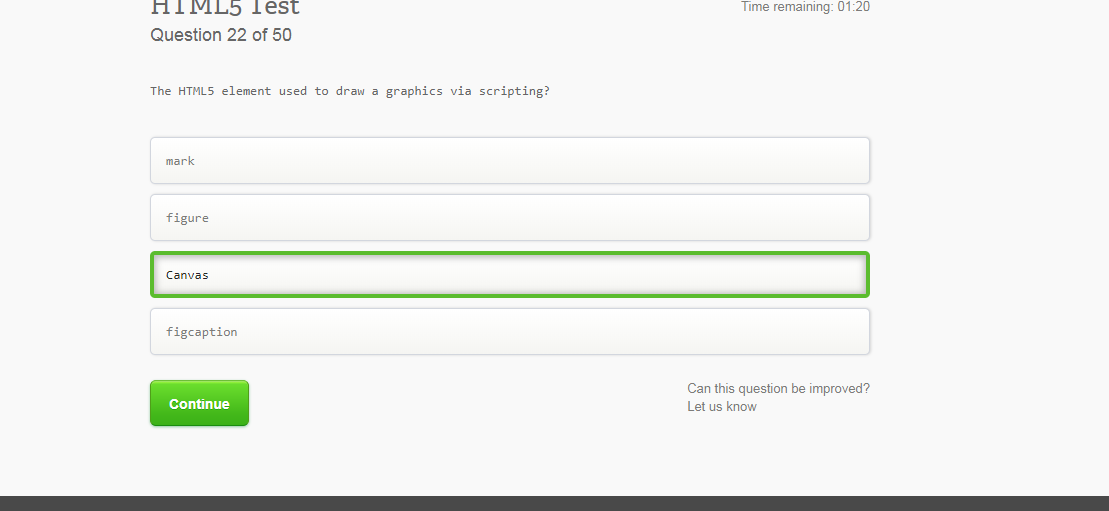 HTML5 Test
Time remaining: 01:20
Question 22 of 50
The HTML5 element used to draw a graphics via scripting?
mark
figure
Canvas
figcaption
Continue
Can this question be improved?
Let us know